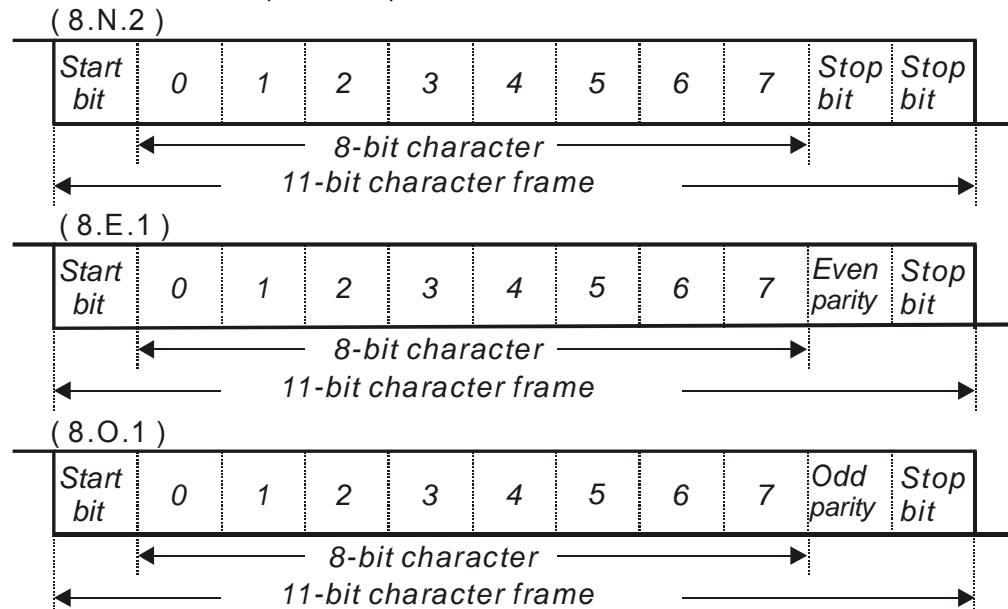 ( 8.N.2 )
Start bit 0 1 2 3 4 5 6 7 Stop bit Stop bit
8-bit character
11-bit character frame
( 8.E.1 )
Start bit 0 1 2 3 4 5 6 7 Even parity Stop bit
8-bit character
11-bit character frame
( 8.O.1 )
Start bit 0 1 2 3 4 5 6 7 Odd parity Stop bit
8-bit character
11-bit character frame